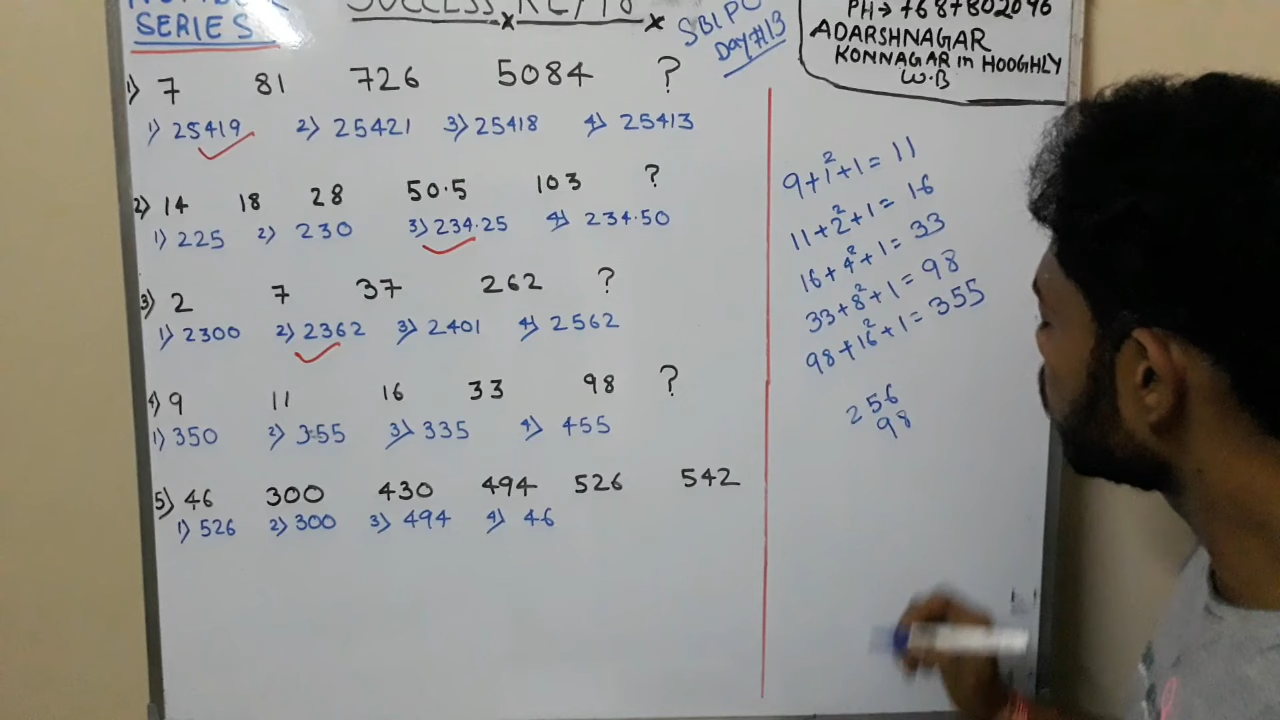 SERIES
SBI PO
Day#13
ADARSHNAGAR
KONNAGAR in HOOGHLY
W.B
1) 7 81 726 5084 ?
1) 25419 2) 25421 3) 25418 4) 25413
2) 14 18 28 50.5 103 ?
1) 225 2) 230 3) 234.25 4) 234.50
3) 2 7 37 262 ?
1) 2300 2) 2362 3) 2401 4) 2562
4) 9 11 16 33 98 ?
1) 350 2) 355 3) 335 4) 455
5) 46 300 430 494 526 542
1) 526 2) 300 3) 494 4) 46
9+1²+1=11
11+2²+1=16
16+4²+1=33
33+8²+1=98
98+16²+1=355
256
98